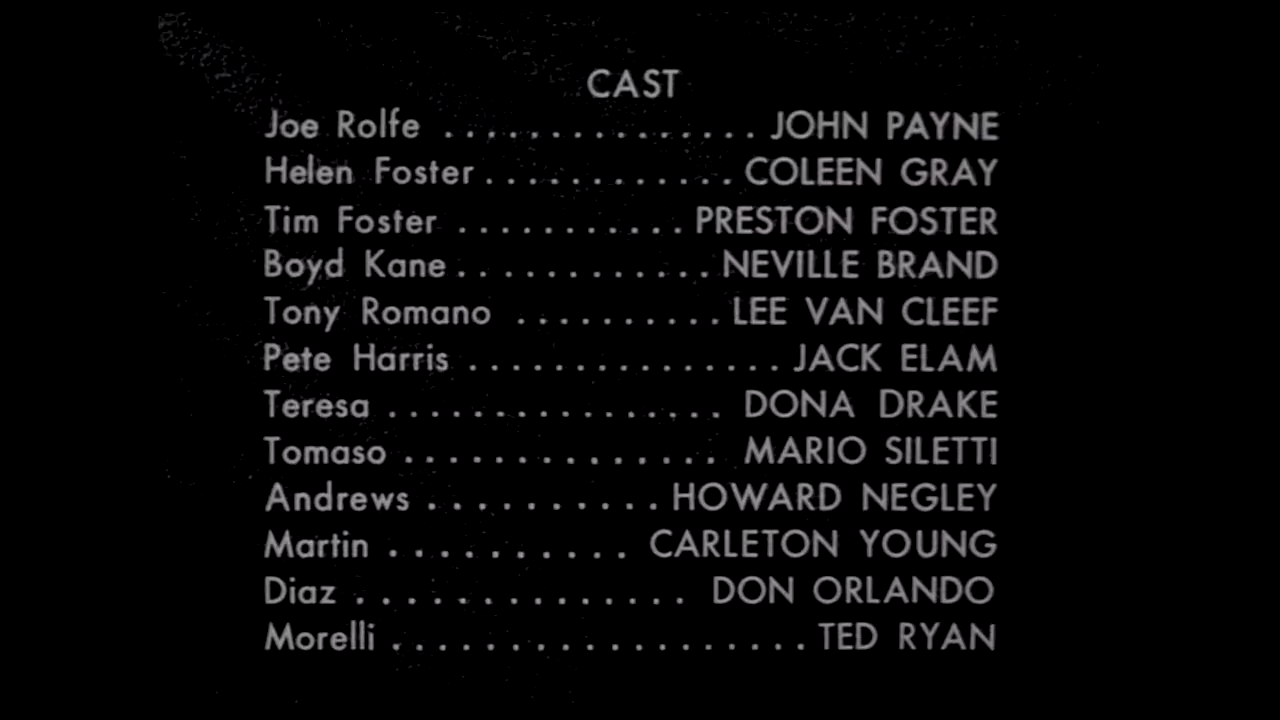 CAST
Joe Rolfe . . . . . . . . . . . . . . . JOHN PAYNE
Helen Foster . . . . . . . . . . . . COLEEN GRAY
Tim Foster . . . . . . . . . . . PRESTON FOSTER
Boyd Kane . . . . . . . . . . . . NEVILLE BRAND
Tony Romano . . . . . . . . . . LEE VAN CLEEF
Pete Harris . . . . . . . . . . . . . . . JACK ELAM
Teresa . . . . . . . . . . . . . . . . DONA DRAKE
Tomaso . . . . . . . . . . . . . . . MARIO SILETTI
Andrews . . . . . . . . . . . HOWARD NEGLEY
Martin . . . . . . . . . . . CARLETON YOUNG
Diaz . . . . . . . . . . . . . . . . DON ORLANDO
Morelli . . . . . . . . . . . . . . . . . . . TED RYAN